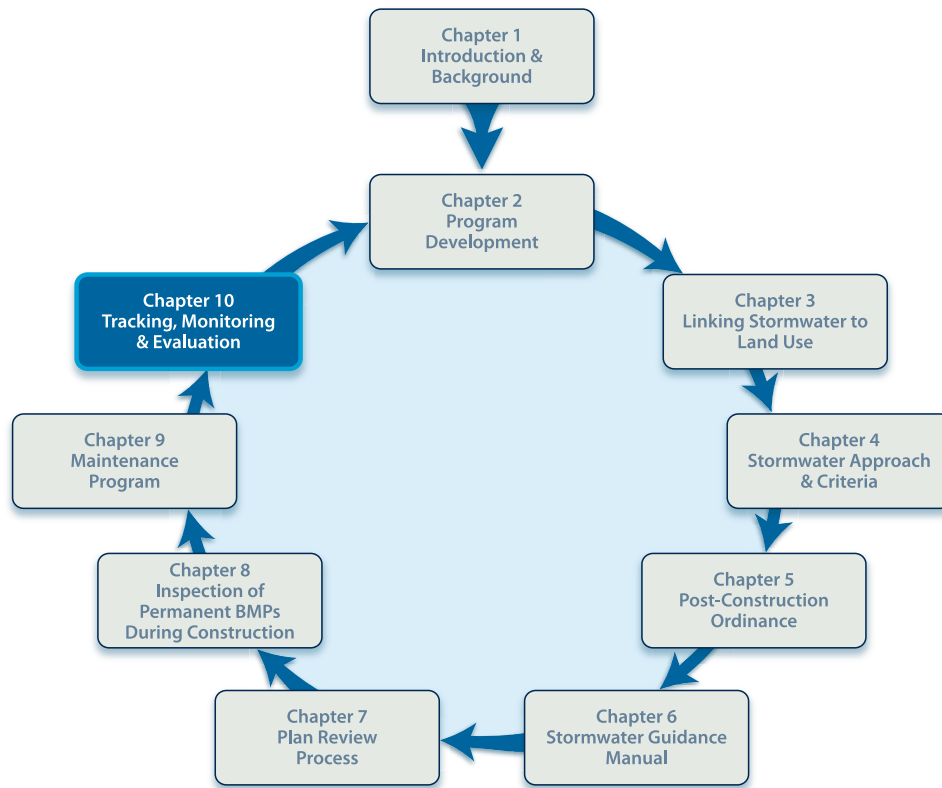 Chapter 1
Introduction &
Background
Chapter 2
Program
Development
Chapter 3
Linking Stormwater to
Land Use
Chapter 4
Stormwater Approach
& Criteria
Chapter 5
Post-Construction
Ordinance
Chapter 6
Stormwater Guidance
Manual
Chapter 7
Plan Review
Process
Chapter 8
Inspection of
Permanent BMPs
During Construction
Chapter 9
Maintenance
Program
Chapter 10
Tracking, Monitoring
& Evaluation